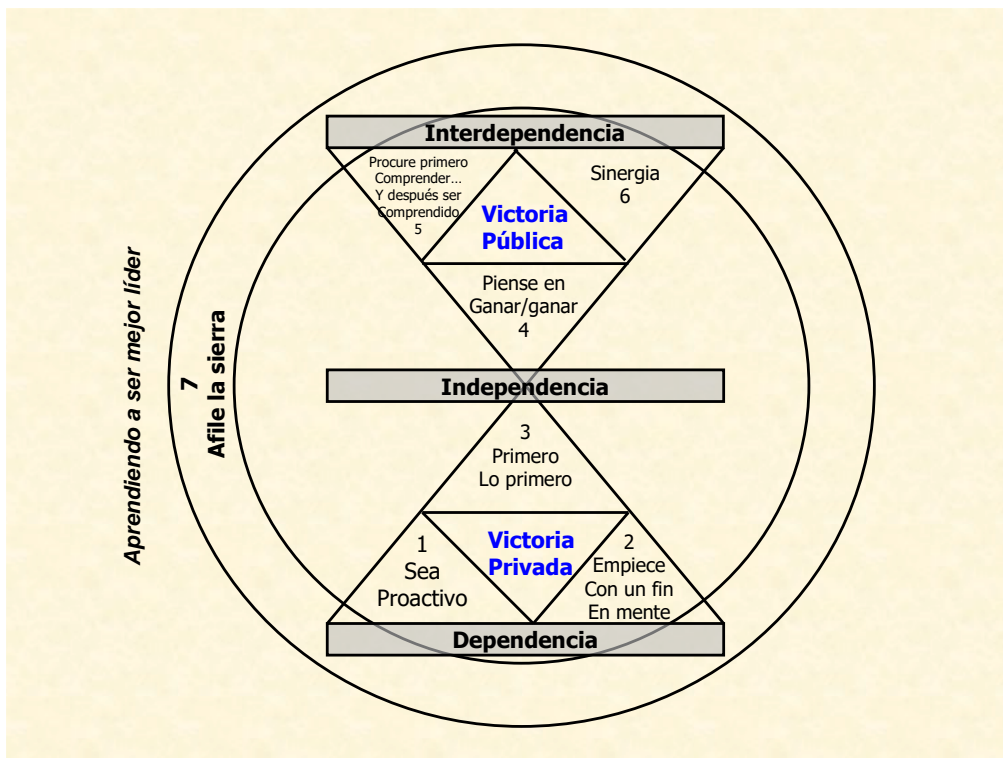 Interdependencia
Procure primero
Comprender...
Y después ser
Comprendido
5
Sinergia
6
Victoria
Pública
Piense en
Ganar/ganar
4
Aprendiendo a ser mejor líder
7
Afile la sierra
Independencia
3
Primero
Lo primero
Victoria
Privada
1
Sea
Proactivo
2
Empiece
Con un fin
En mente
Dependencia